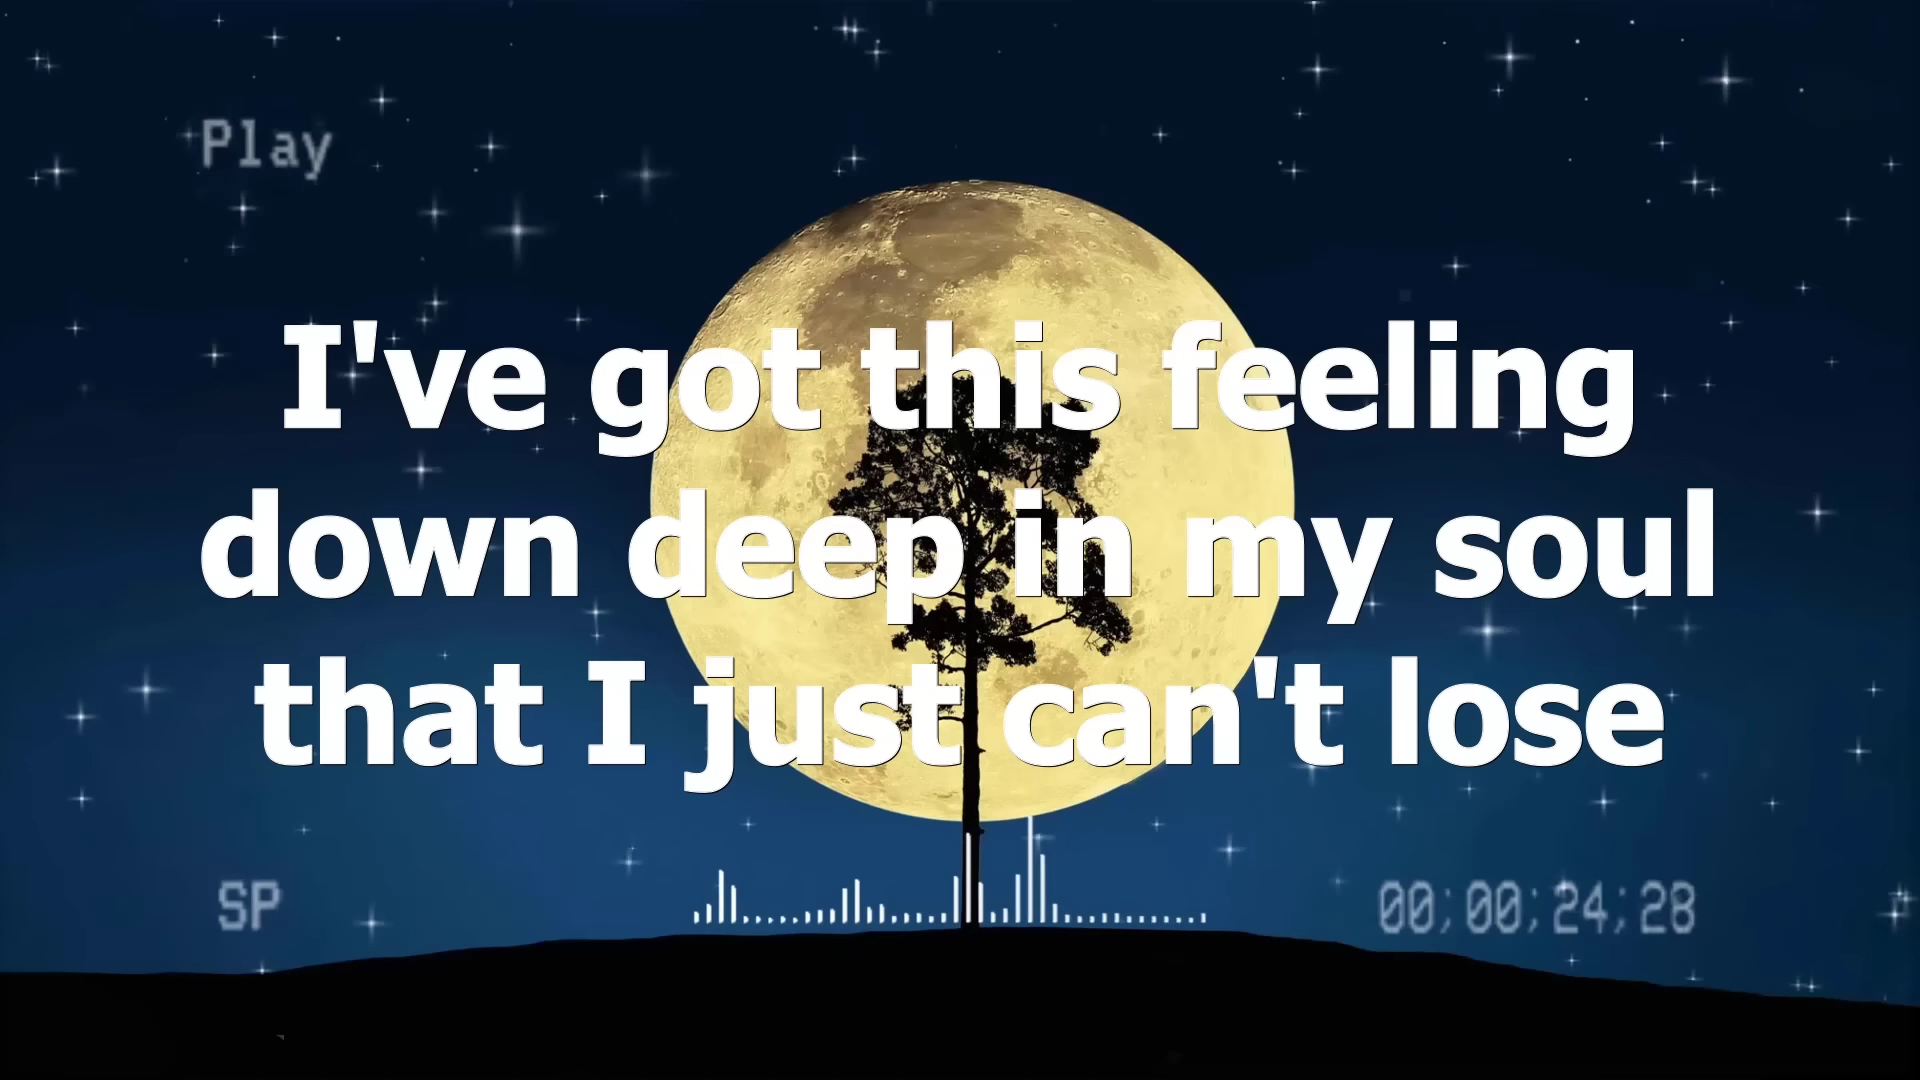 Play
I've got this feeling
down deep in my soul
that I just can't lose
SP
00;00;24;28